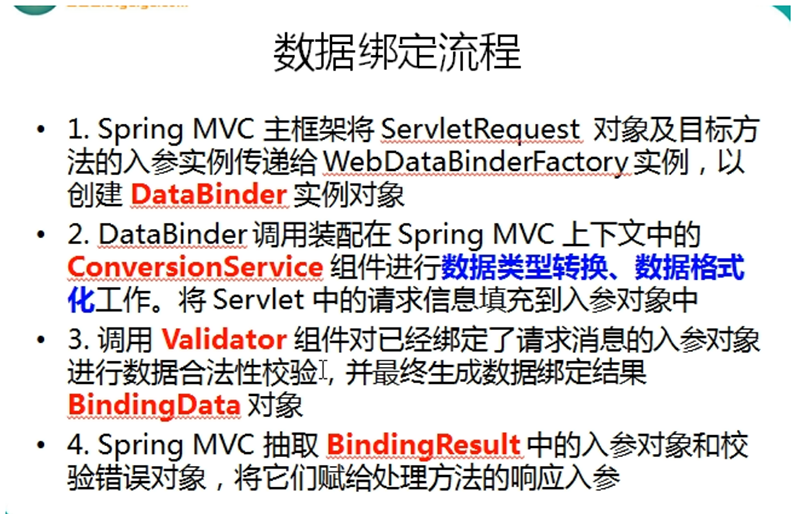 数据绑定流程
• 1. Spring MVC 主框架将 ServletRequest 对象及目标方
法的入参实例传递给 WebDataBinderFactory 实例，以
创建 DataBinder 实例对象
• 2. DataBinder 调用装配在 Spring MVC 上下文中的
ConversionService 组件进行数据类型转换、数据格式
化工作。将 Servlet 中的请求信息填充到入参对象中
• 3. 调用 Validator 组件对已经绑定了请求消息的入参对象
进行数据合法性校验，并最终生成数据绑定结果
BindingData 对象
• 4. Spring MVC 抽取 BindingResult 中的入参对象和校
验错误对象，将它们赋给处理方法的响应入参